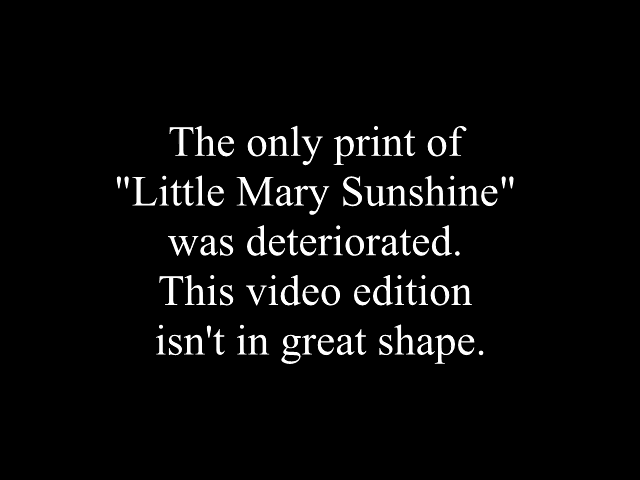 The only print of
"Little Mary Sunshine"
was deteriorated.
This video edition
isn't in great shape.